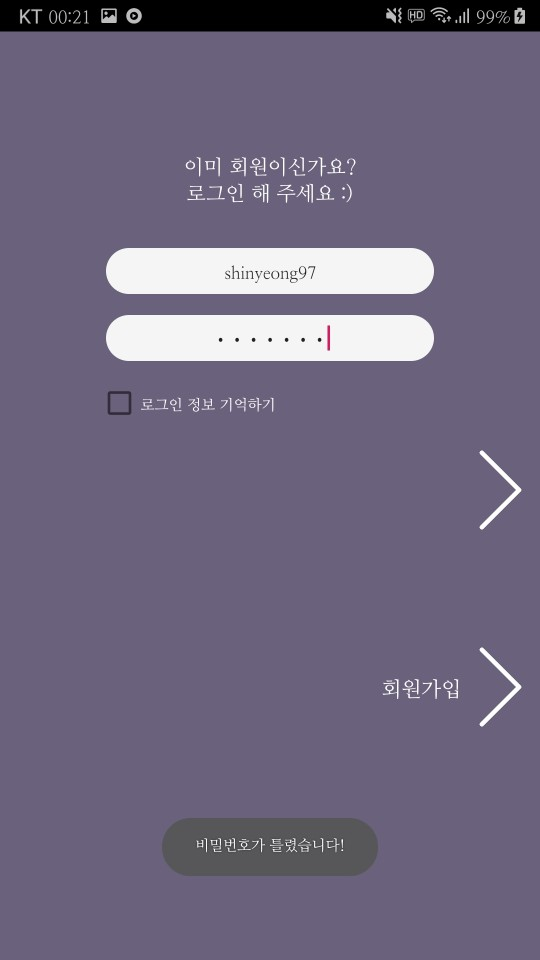 KT 00:21 HD 99%
이미 회원이신가요?
로그인 해 주세요 :)
shinyeong97
로그인 정보 기억하기
회원가입
비밀번호가 틀렸습니다!